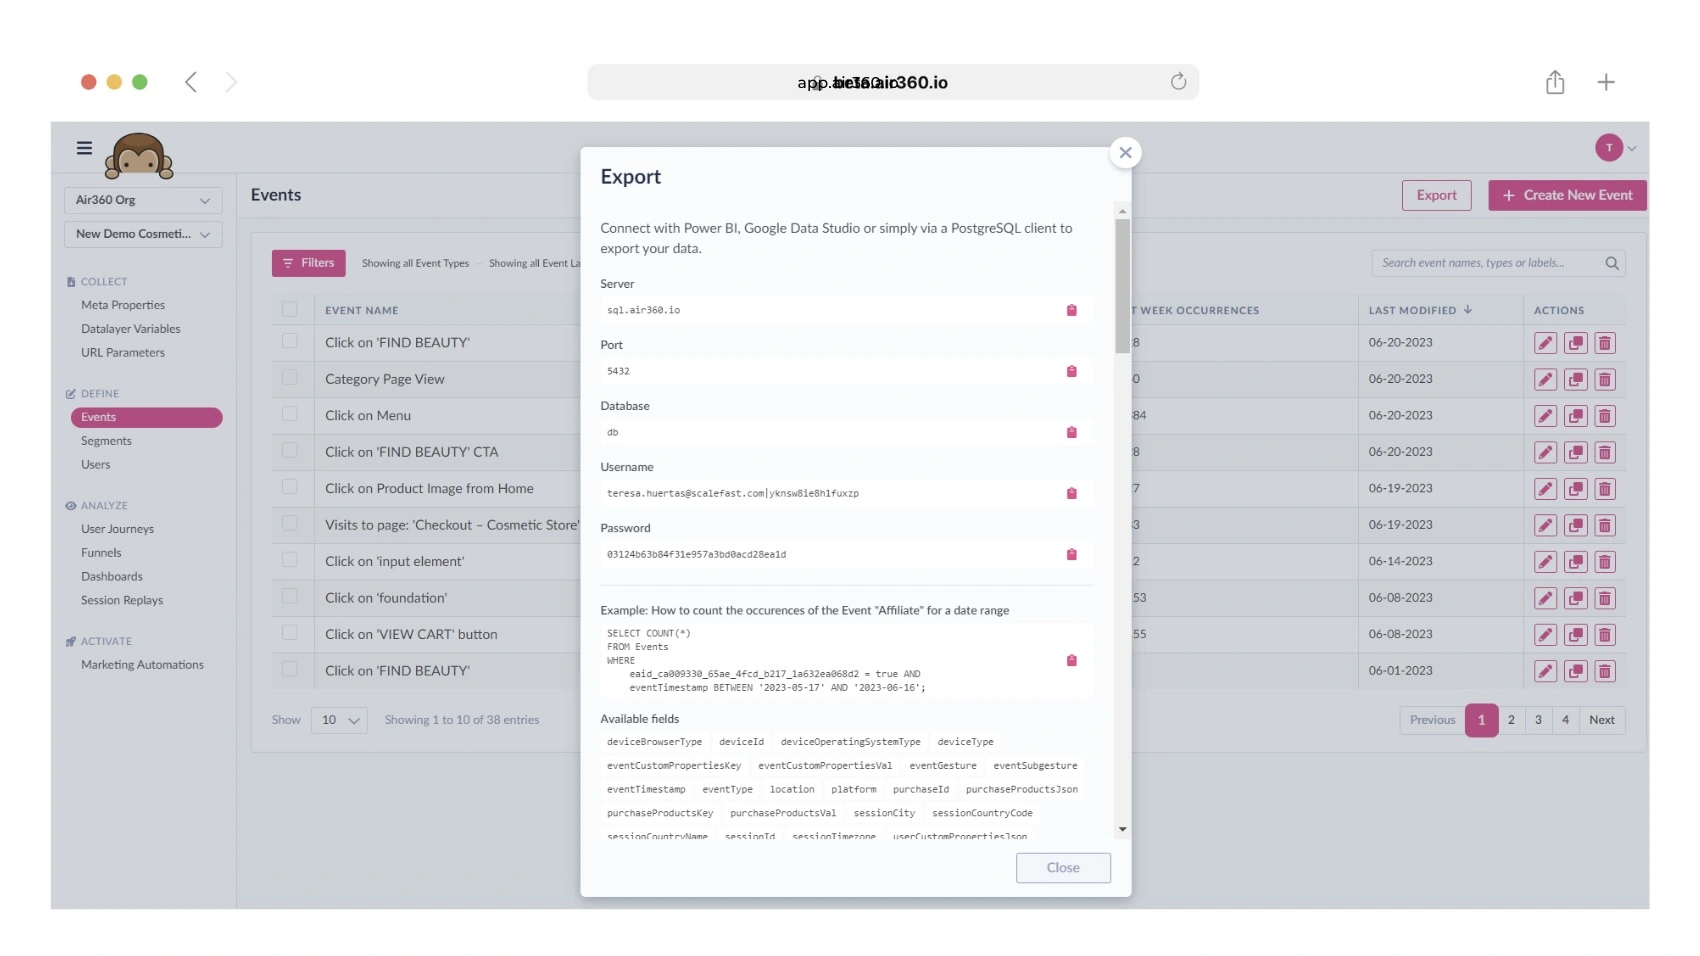 app.air360.io
beta.air360.io
T
Air360 Org
New Demo Cosmeti...
COLLECT
Meta Properties
Datalayer Variables
URL Parameters
DEFINE
Events
Segments
Users
ANALYZE
User Journeys
Funnels
Dashboards
Session Replays
ACTIVATE
Marketing Automations
Events
Export
+ Create New Event
Filters
Showing all Event Types – Showing all Event La
Search event names, types or labels...
EVENT NAME
T WEEK OCCURRENCES
LAST MODIFIED
ACTIONS
Click on 'FIND BEAUTY'
8
06-20-2023
Category Page View
0
06-20-2023
Click on Menu
84
06-20-2023
Click on 'FIND BEAUTY' CTA
8
06-20-2023
Click on Product Image from Home
7
06-19-2023
Visits to page: 'Checkout – Cosmetic Store'
3
06-19-2023
Click on 'input element'
2
06-14-2023
Click on 'foundation'
53
06-08-2023
Click on 'VIEW CART' button
55
06-08-2023
Click on 'FIND BEAUTY'
06-01-2023
Show 10 Showing 1 to 10 of 38 entries
Previous 1 2 3 4 Next
Export
Connect with Power BI, Google Data Studio or simply via a PostgreSQL client to
export your data.
Server
sql.air360.io
Port
5432
Database
db
Username
teresa.huertas@scalefast.com|yknsw8ie8h1fuxzp
Password
03124b63b84f31e957a3bd0acd28ea1d
Example: How to count the occurences of the Event "Affiliate" for a date range
SELECT COUNT(*)
FROM Events
WHERE
eaid_ca009330_65ae_4fcd_b217_1a632ea068d2 = true AND
eventTimestamp BETWEEN '2023-05-17' AND '2023-06-16';
Available fields
deviceBrowserType deviceId deviceOperatingSystemType deviceType
eventCustomPropertiesKey eventCustomPropertiesVal eventGesture eventSubgesture
eventTimestamp eventType location platform purchaseId purchaseProductsJson
purchaseProductsKey purchaseProductsVal sessionCity sessionCountryCode
sessionCountryName sessionId sessionTimezone userCustomPropertiesJson
Close